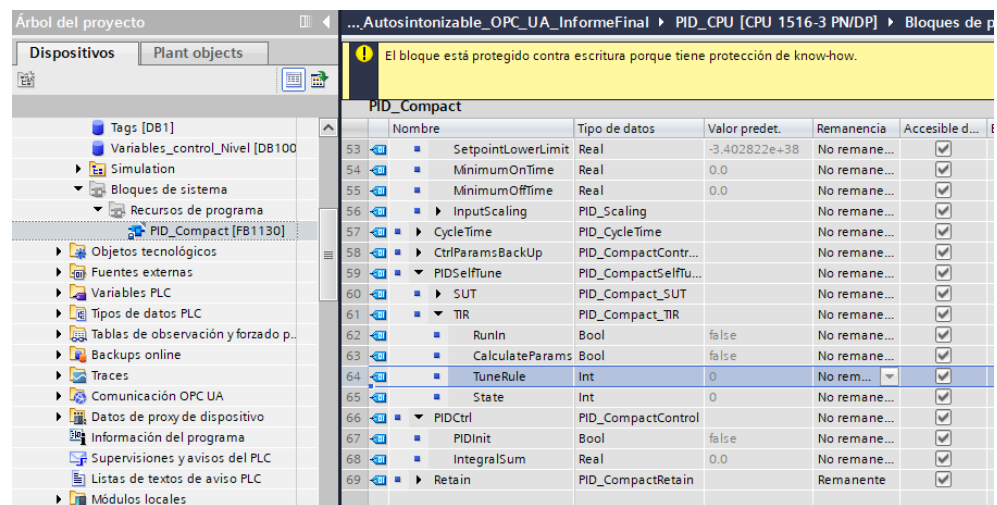 Árbol del proyecto
Dispositivos Plant objects
Tags [DB1]
Variables_control_Nivel [DB100
Simulation
Bloques de sistema
Recursos de programa
PID_Compact [FB1130]
Objetos tecnológicos
Fuentes externas
Variables PLC
Tipos de datos PLC
Tablas de observación y forzado p..
Backups online
Traces
Comunicación OPC UA
Datos de proxy de dispositivo
Información del programa
Supervisiones y avisos del PLC
Listas de textos de aviso PLC
Módulos locales
..._Autosintonizable_OPC_UA_InformeFinal PID_CPU [CPU 1516-3 PN/DP] Bloques de p
El bloque está protegido contra escritura porque tiene protección de know-how.
PID_Compact
Nombre Tipo de datos Valor predet. Remanencia Accesible d... E
53 SetpointLowerLimit Real -3.402822e+38 No remane...
54 MinimumOnTime Real 0.0 No remane...
55 MinimumOffTime Real 0.0 No remane...
56 InputScaling PID_Scaling No remane...
57 CycleTime PID_CycleTime No remane...
58 CtrlParamsBackUp PID_CompactContr... No remane...
59 PIDSelfTune PID_CompactSelfTu... No remane...
60 SUT PID_Compact_SUT No remane...
61 TIR PID_Compact_TIR No remane...
62 RunIn Bool false No remane...
63 CalculateParams Bool false No remane...
64 TuneRule Int 0 No rem...
65 State Int 0 No remane...
66 PIDCtrl PID_CompactControl No remane...
67 PIDInit Bool false No remane...
68 IntegralSum Real 0.0 No remane...
69 Retain PID_CompactRetain Remanente